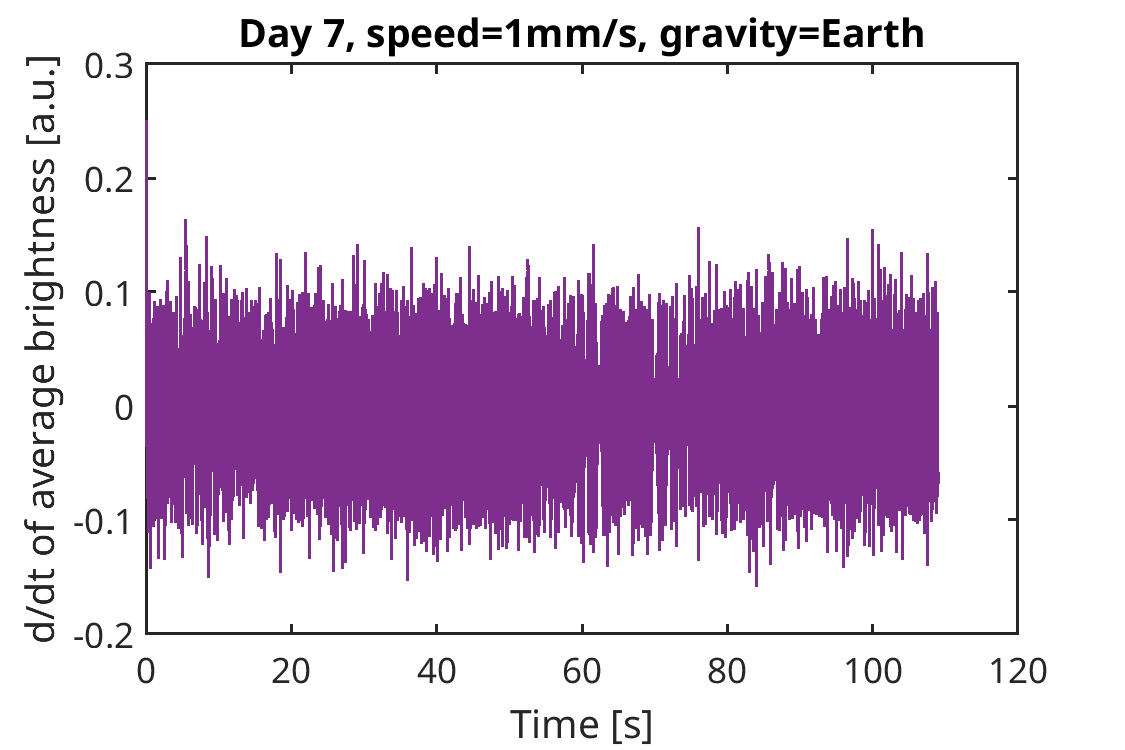 Day 7, speed=1mm/s, gravity=Earth
d/dt of average brightness [a.u.]
0.3
0.2
0.1
0
-0.1
-0.2
0 20 40 60 80 100 120
Time [s]